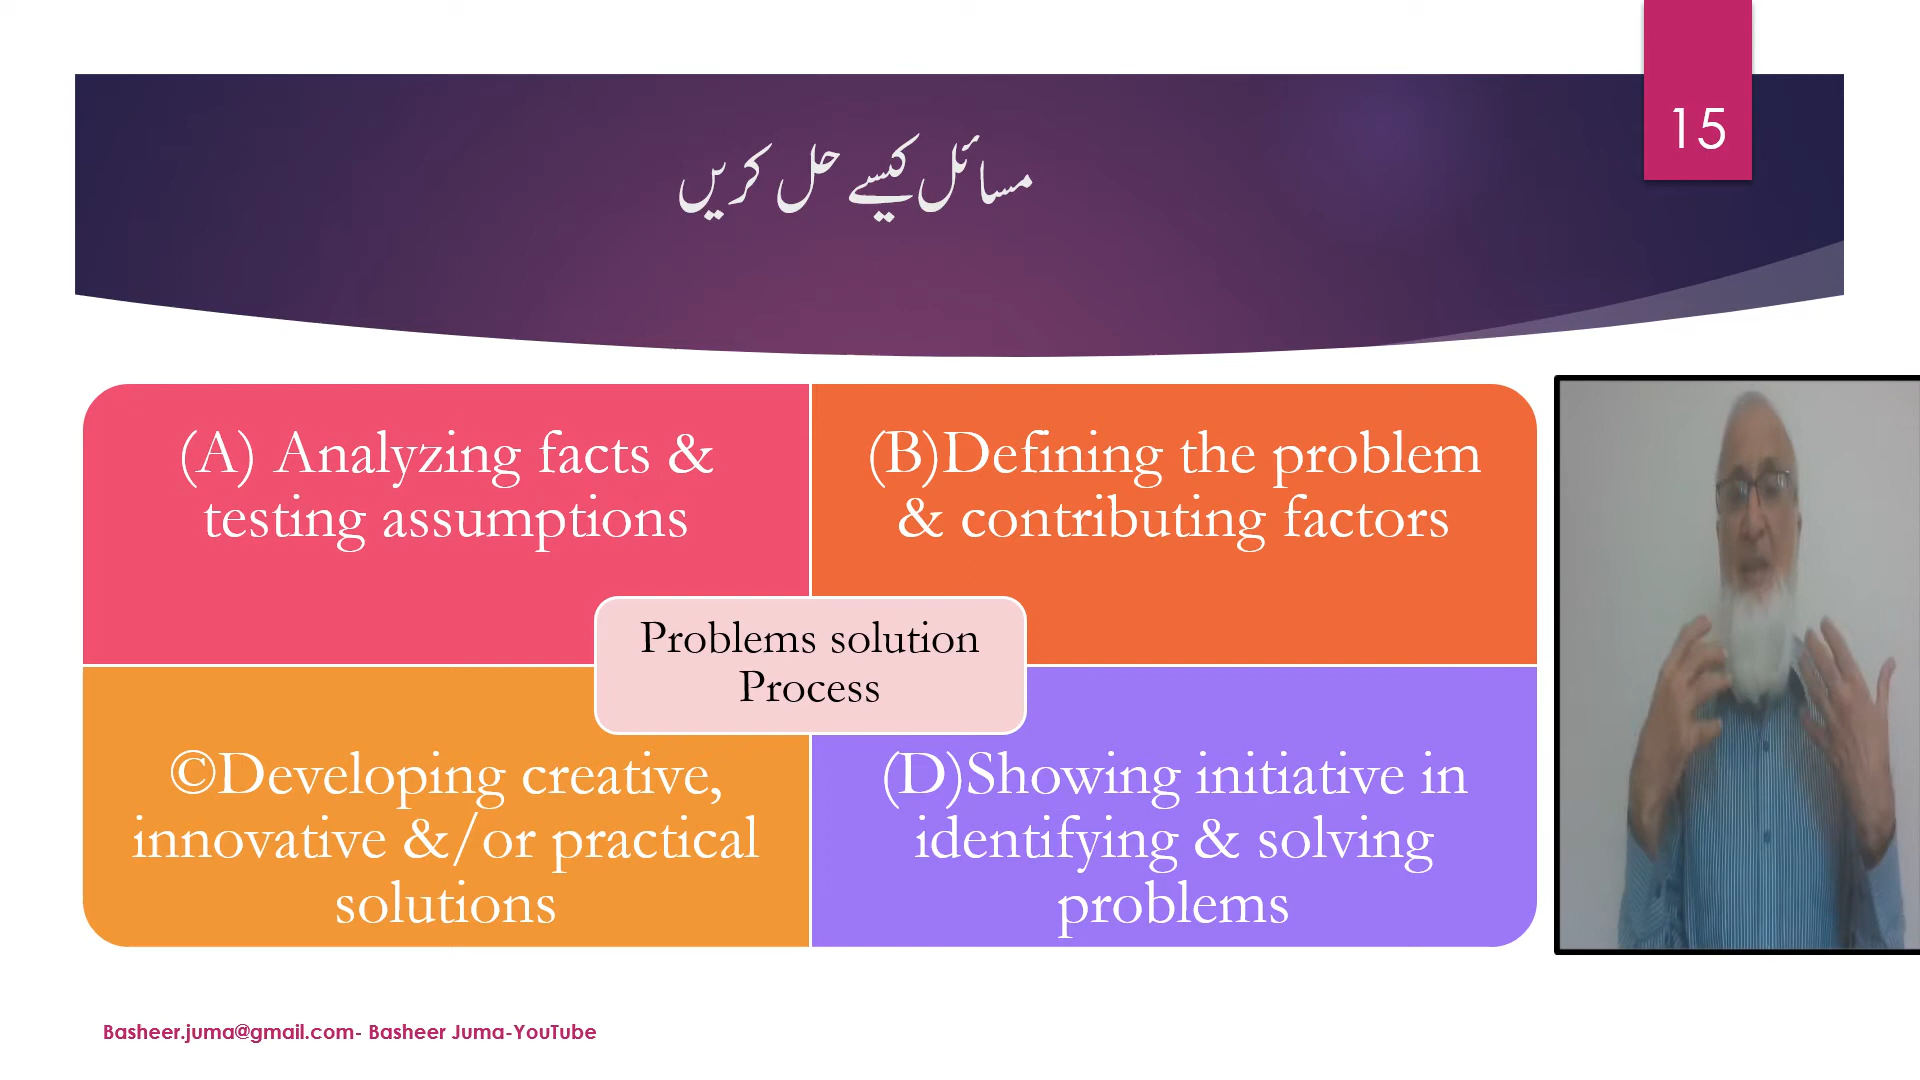 15
مسائل کیسے حل کریں
(A) Analyzing facts &
testing assumptions
(B)Defining the problem
& contributing factors
Problems solution
Process
©Developing creative,
innovative &/or practical
solutions
(D)Showing initiative in
identifying & solving
problems
Basheer.juma@gmail.com- Basheer Juma-YouTube